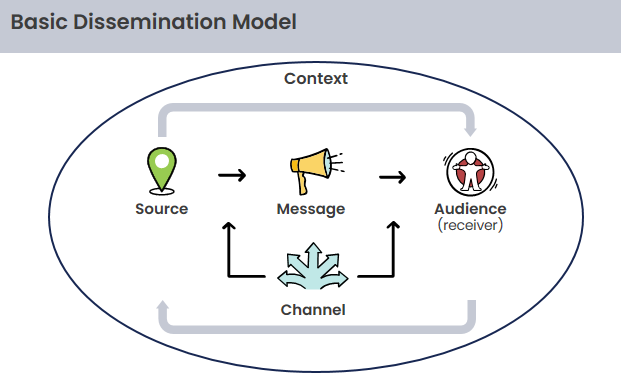 Basic Dissemination Model
Context
Source
Message
Audience
(receiver)
Channel